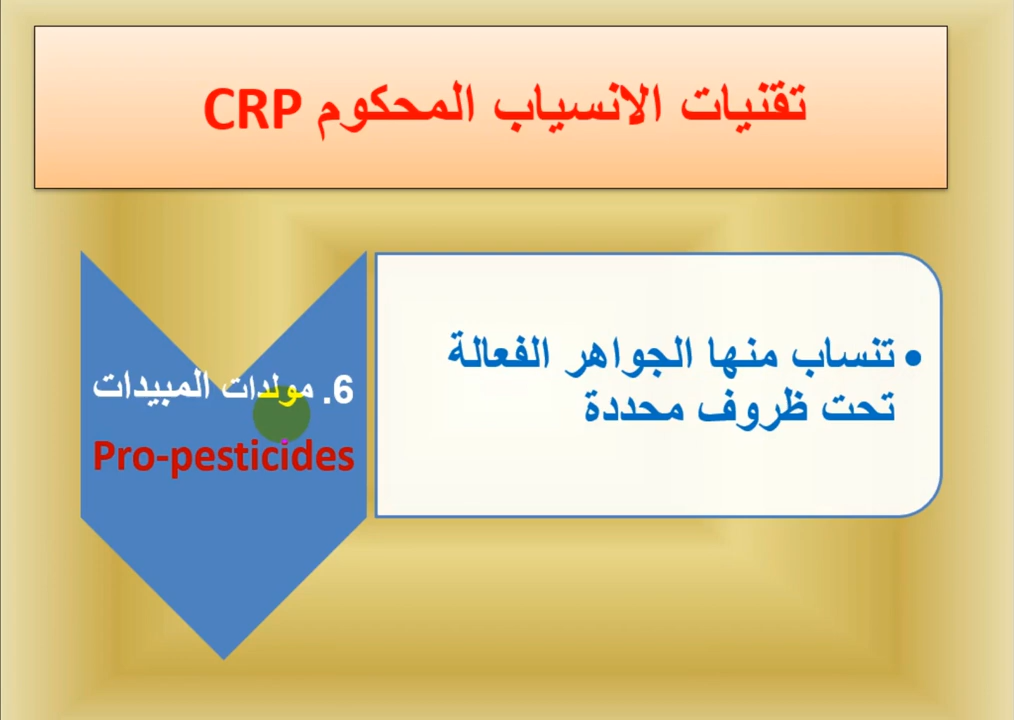 تقنيات الانسياب المحكوم CRP
6. مولدات المبيدات
Pro-pesticides
• تنساب منها الجواهر الفعالة
تحت ظروف محددة